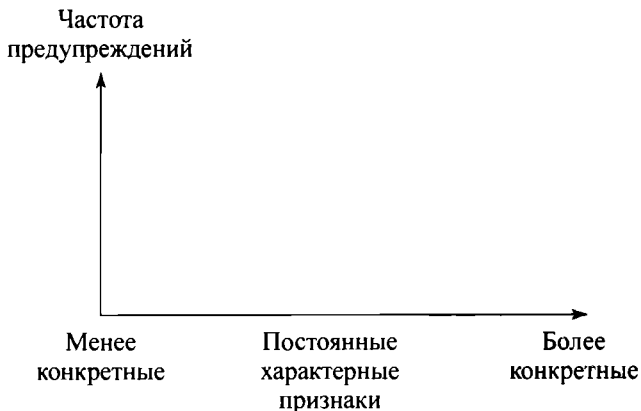 Частота
предупреждений
Менее
конкретные
Постоянные
характерные
признаки
Более
конкретные